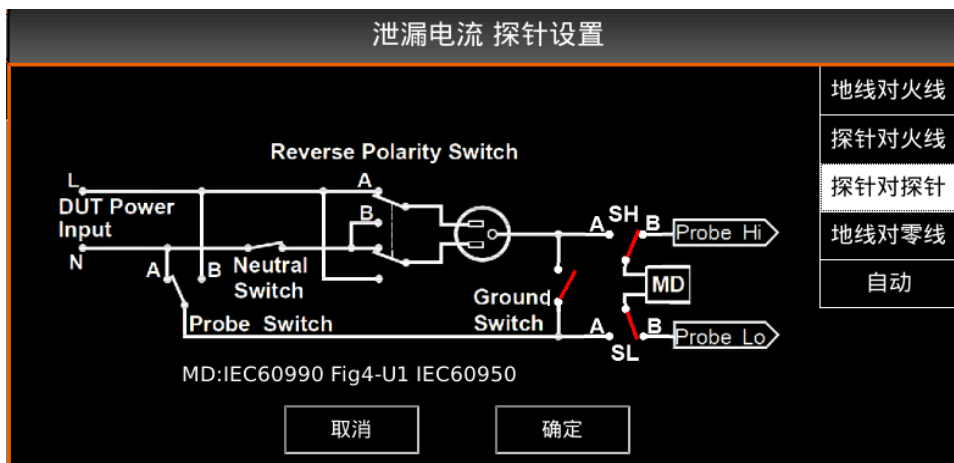 泄漏电流 探针设置
地线对火线
探针对火线
探针对探针
地线对零线
自动
Reverse Polarity Switch
L
A
DUT Power
Input
B
A
SH
B
Probe Hi
N
A
B
Neutral
Switch
MD
Ground
Switch
Probe Switch
A
B
Probe Lo
SL
MD:IEC60990 Fig4-U1 IEC60950
取消
确定